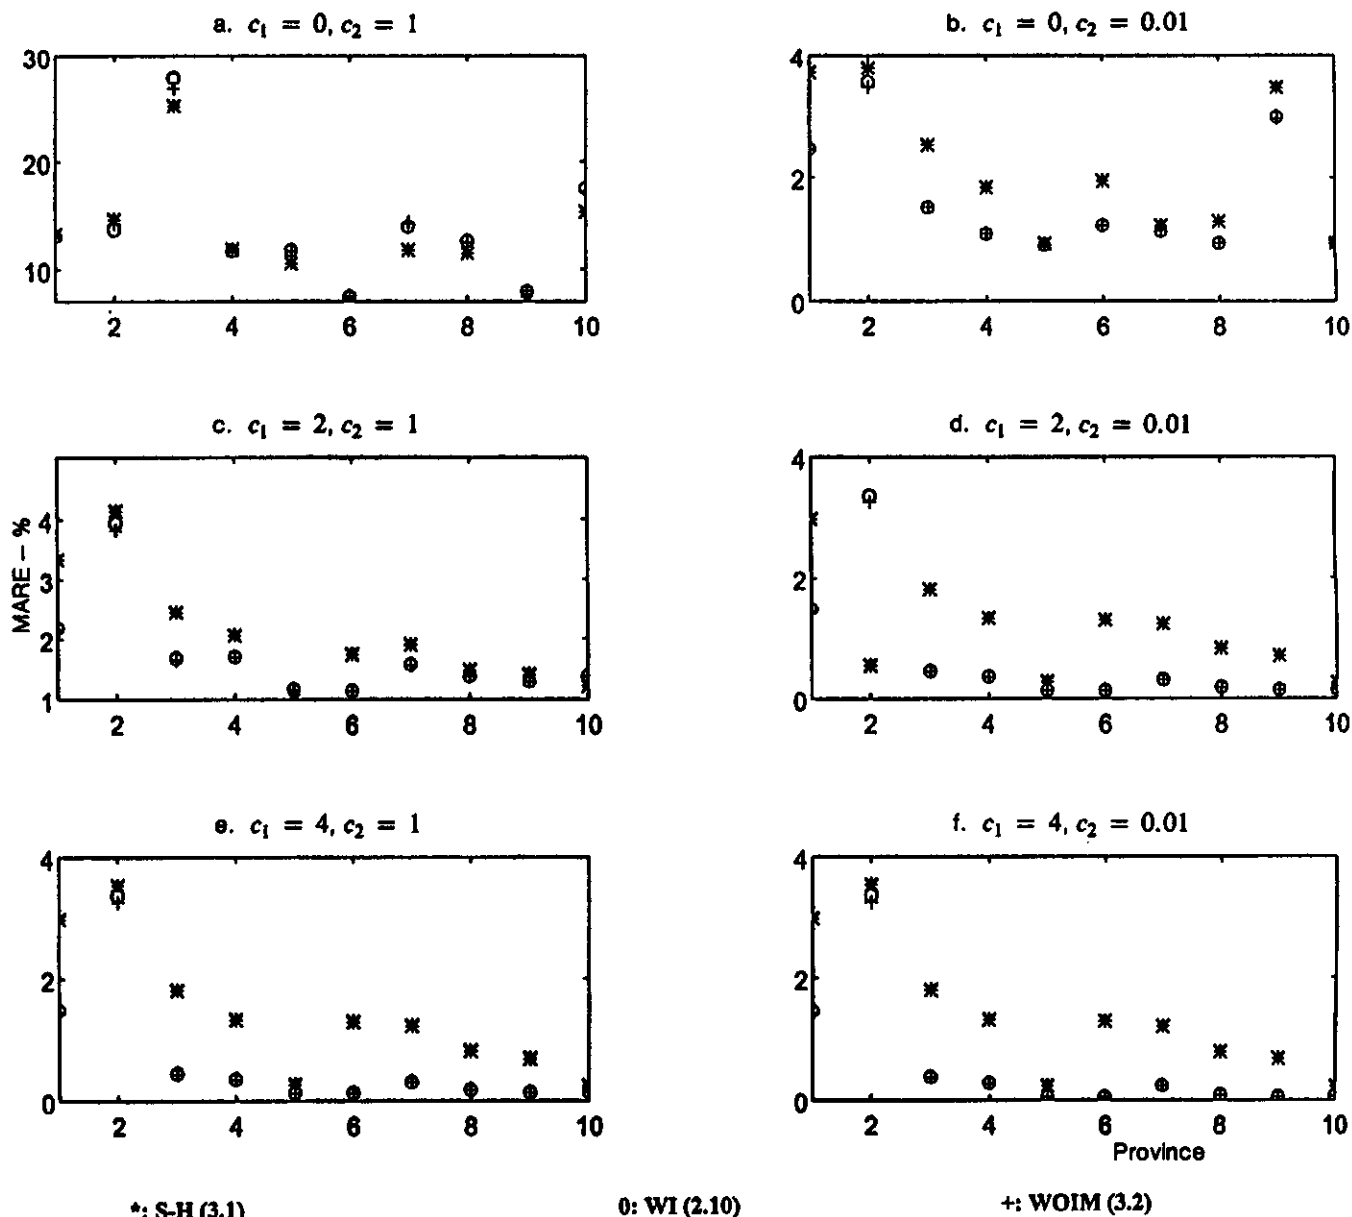 a. c₁ = 0, c₂ = 1
30
20
10
2 4 6 8 10
b. c₁ = 0, c₂ = 0.01
4
2
0
2 4 6 8 10
c. c₁ = 2, c₂ = 1
MARE – %
4
3
2
1
2 4 6 8 10
d. c₁ = 2, c₂ = 0.01
4
2
0
2 4 6 8 10
e. c₁ = 4, c₂ = 1
4
2
0
2 4 6 8 10
f. c₁ = 4, c₂ = 0.01
4
2
0
2 4 6 8 10
Province
*: S-H (3.1) 0: WI (2.10) +: WOIM (3.2)